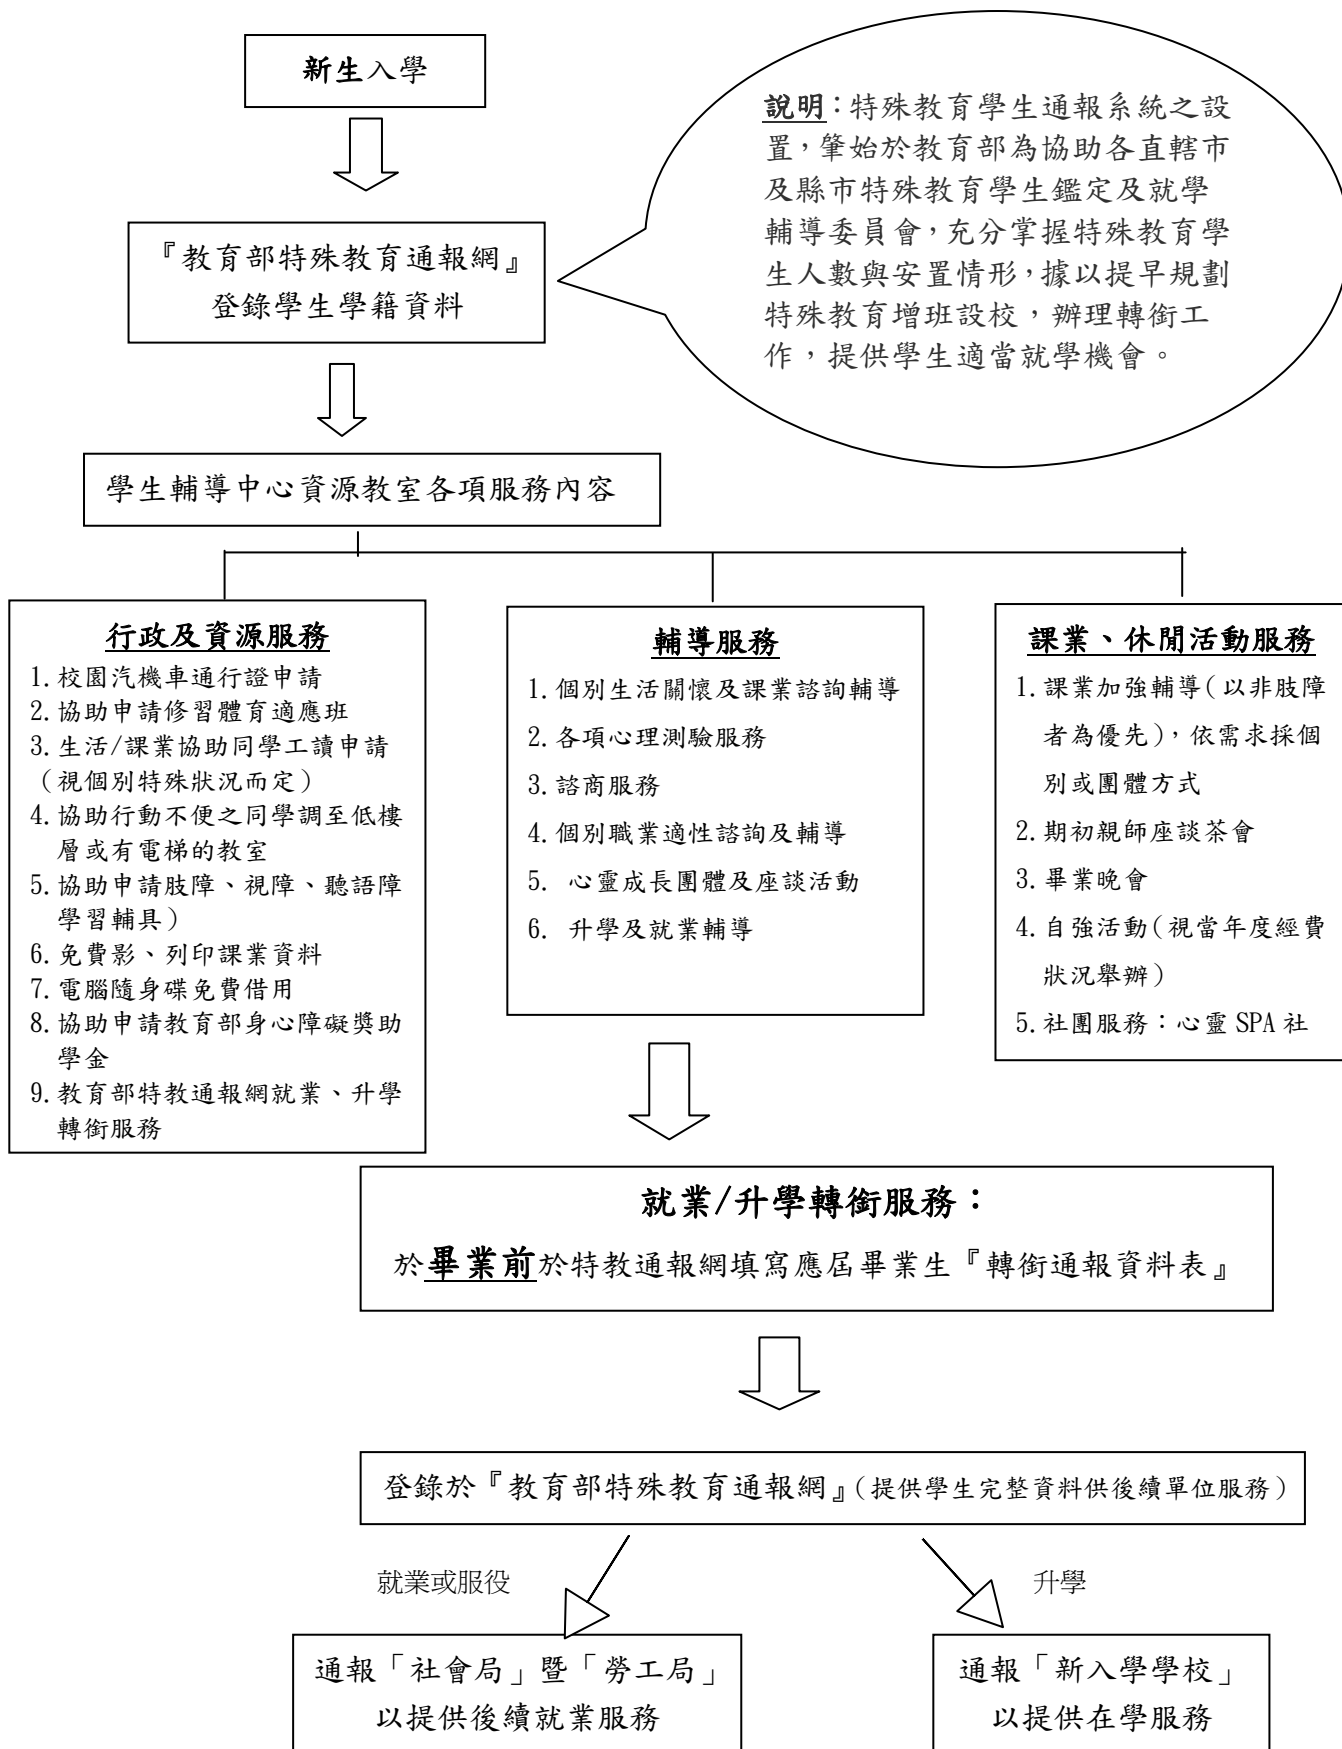 新生入學
說明：特殊教育學生通報系統之設
置，肇始於教育部為協助各直轄市
及縣市特殊教育學生鑑定及就學
輔導委員會，充分掌握特殊教育學
生人數與安置情形，據以提早規劃
特殊教育增班設校，辦理轉銜工
作，提供學生適當就學機會。
『教育部特殊教育通報網』
登錄學生學籍資料
學生輔導中心資源教室各項服務內容
行政及資源服務
1.校園汽機車通行證申請
2.協助申請修習體育適應班
3.生活/課業協助同學工讀申請
（視個別特殊狀況而定）
4.協助行動不便之同學調至低樓
層或有電梯的教室
5.協助申請肢障、視障、聽語障
學習輔具）
6.免費影、列印課業資料
7.電腦隨身碟免費借用
8.協助申請教育部身心障礙獎助
學金
9.教育部特教通報網就業、升學
轉銜服務
輔導服務
1.個別生活關懷及課業諮詢輔導
2.各項心理測驗服務
3.諮商服務
4.個別職業適性諮詢及輔導
5. 心靈成長團體及座談活動
6. 升學及就業輔導
課業、休閒活動服務
1.課業加強輔導（以非肢障
者為優先），依需求採個
別或團體方式
2.期初親師座談茶會
3.畢業晚會
4.自強活動（視當年度經費
狀況舉辦）
5.社團服務：心靈 SPA 社
就業/升學轉銜服務：
於畢業前於特教通報網填寫應屆畢業生『轉銜通報資料表』
登錄於『教育部特殊教育通報網』（提供學生完整資料供後續單位服務）
就業或服役
升學
通報「社會局」暨「勞工局」
以提供後續就業服務
通報「新入學學校」
以提供在學服務